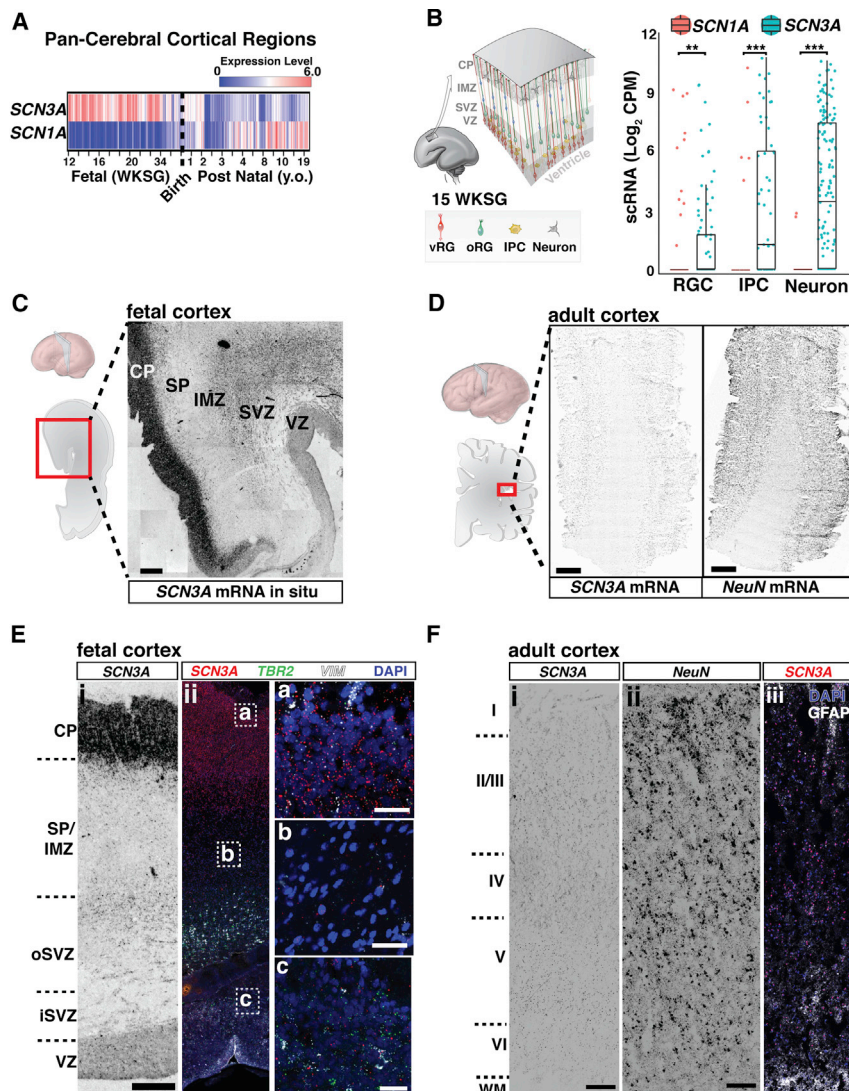 A
Pan-Cerebral Cortical Regions
Expression Level
0 6.0
SCN3A
SCN1A
12 16 20 24 34 1 2 3 4 8 10 19
Fetal (WKSG) Birth Post Natal (y.o.)
B
CP
IMZ
SVZ
VZ
Ventricle
15 WKSG
vRG oRG IPC Neuron
SCN1A SCN3A
** *** ***
scRNA (Log2 CPM)
12
9
6
3
0
RGC IPC Neuron
C
fetal cortex
CP
SP
IMZ
SVZ
VZ
SCN3A mRNA in situ
D
adult cortex
SCN3A mRNA NeuN mRNA
E
fetal cortex
SCN3A SCN3A TBR2 VIM DAPI
i ii a
a
CP
b
b
SP/
IMZ
oSVZ
c
c
iSVZ
VZ
F
adult cortex
SCN3A NeuN SCN3A
i ii iii DAPI
GFAP
I
II/III
IV
V
VI
WM